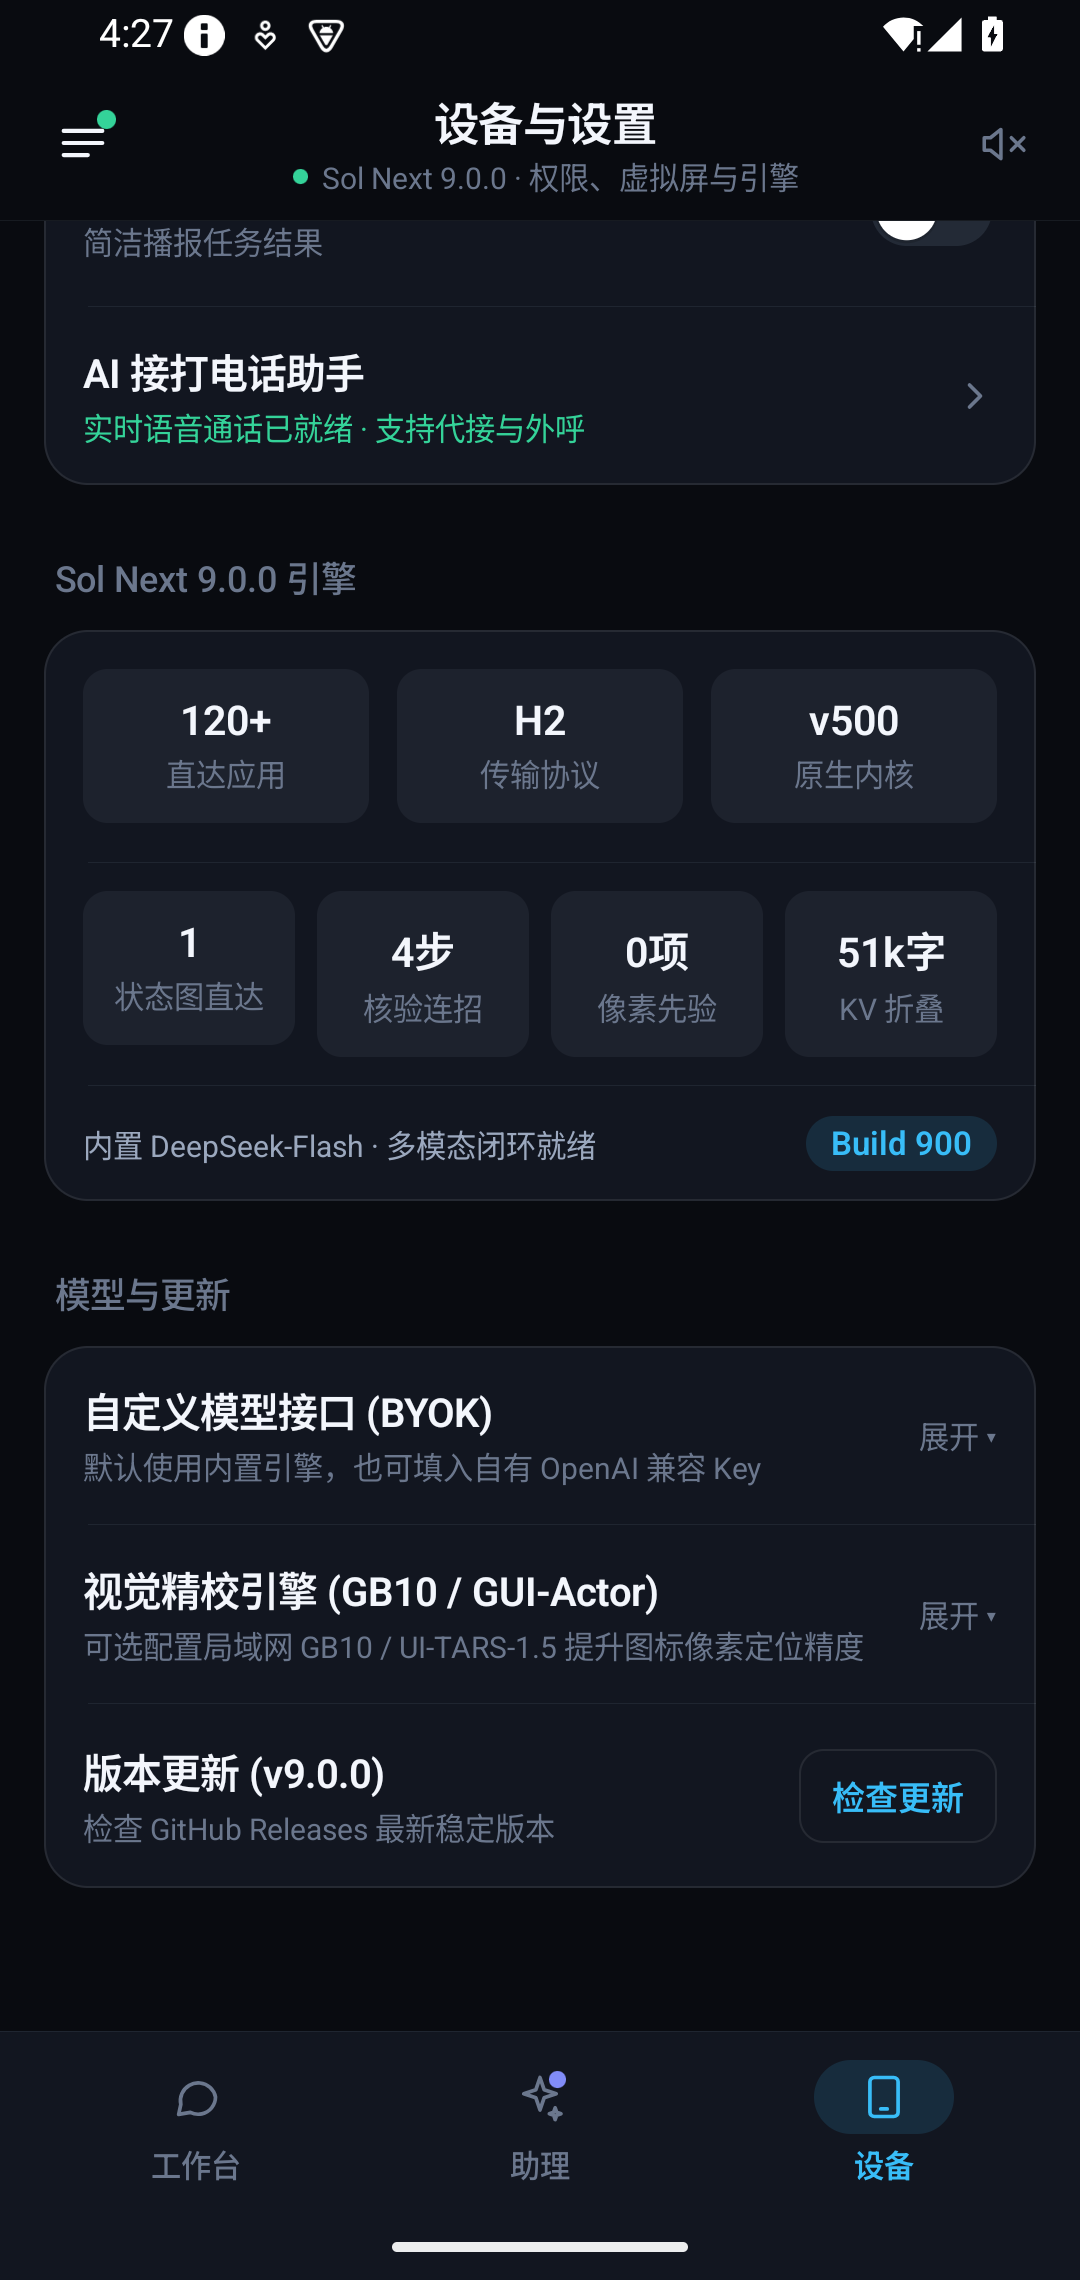 4:27
设备与设置
Sol Next 9.0.0 · 权限、虚拟屏与引擎
简洁播报任务结果
AI 接打电话助手
实时语音通话已就绪 · 支持代接与外呼
Sol Next 9.0.0 引擎
120+
直达应用
H2
传输协议
v500
原生内核
1
状态图直达
4步
核验连招
0项
像素先验
51k字
KV 折叠
内置 DeepSeek-Flash · 多模态闭环就绪
Build 900
模型与更新
自定义模型接口 (BYOK)
默认使用内置引擎，也可填入自有 OpenAI 兼容 Key
展开 ▾
视觉精校引擎 (GB10 / GUI-Actor)
可选配置局域网 GB10 / UI-TARS-1.5 提升图标像素定位精度
展开 ▾
版本更新 (v9.0.0)
检查 GitHub Releases 最新稳定版本
检查更新
工作台
助理
设备